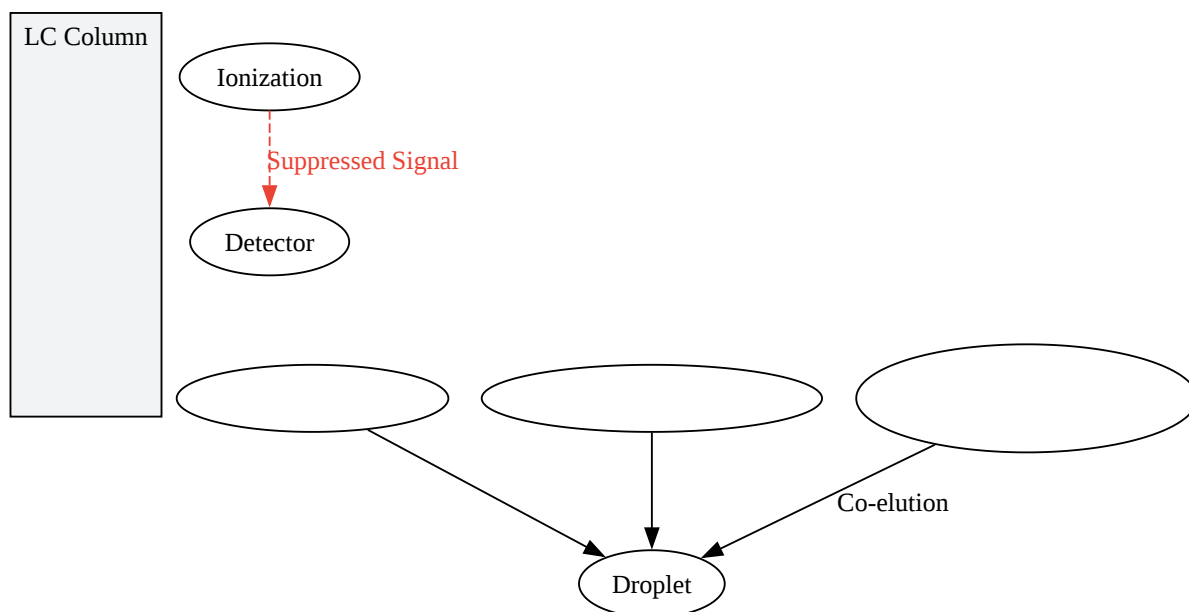 LC Column
Ionization
Suppressed Signal
Detector
Co-elution
Droplet